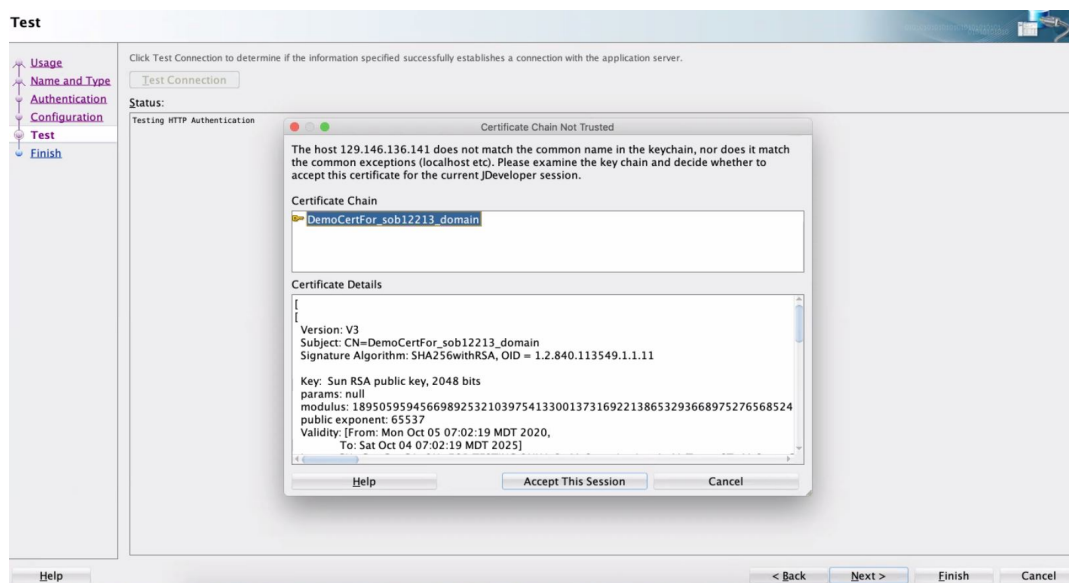 Test
Usage
Name and Type
Authentication
Configuration
Test
Finish
Click Test Connection to determine if the information specified successfully establishes a connection with the application server.
Test Connection
Status:
Testing HTTP Authentication
Certificate Chain Not Trusted
The host 129.146.136.141 does not match the common name in the keychain, nor does it match
the common exceptions (localhost etc). Please examine the key chain and decide whether to
accept this certificate for the current JDeveloper session.
Certificate Chain
DemoCertFor_sob12213_domain
Certificate Details
[
[
Version: V3
Subject: CN=DemoCertFor_sob12213_domain
Signature Algorithm: SHA256withRSA, OID = 1.2.840.113549.1.1.11
Key: Sun RSA public key, 2048 bits
params: null
modulus: 18950595945669892532103975413300137316922138653293668975276568524
public exponent: 65537
Validity: [From: Mon Oct 05 07:02:19 MDT 2020,
To: Sat Oct 04 07:02:19 MDT 2025]
Help
Accept This Session
Cancel
Help
< Back
Next >
Finish
Cancel